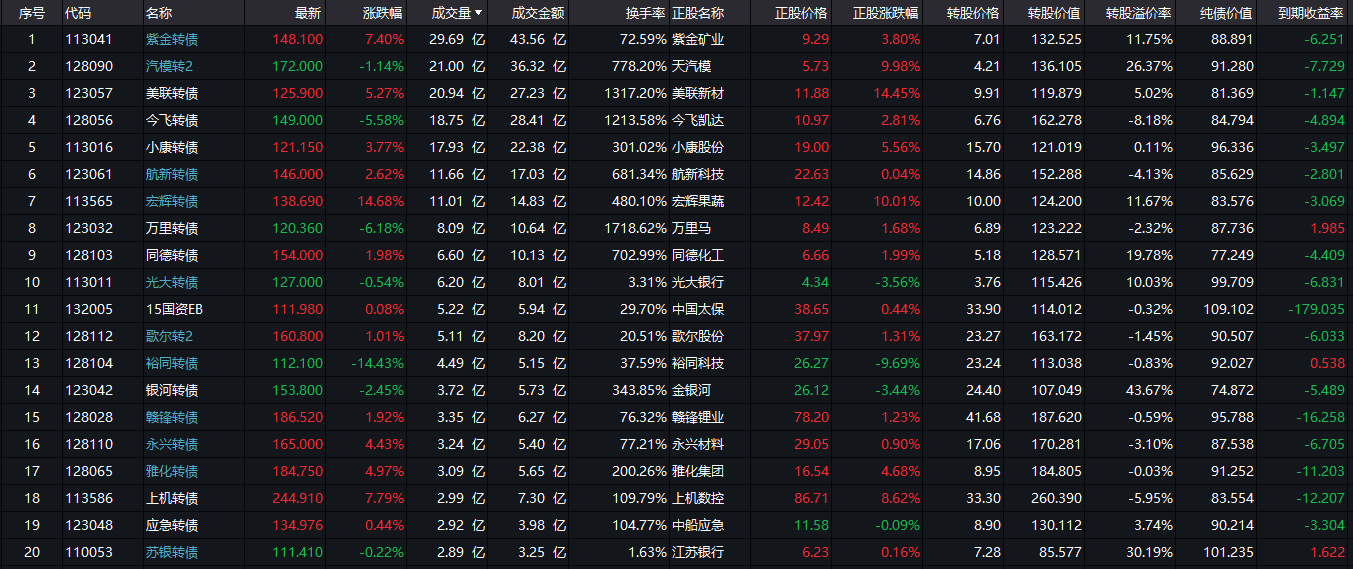 序号 代码 名称 最新 涨跌幅 成交量 成交金额 换手率 正股名称 正股价格 正股涨跌幅 转股价格 转股价值 转股溢价率 纯债价值 到期收益率
1 113041 紫金转债 148.100 7.40% 29.69 亿 43.56 亿 72.59% 紫金矿业 9.29 3.80% 7.01 132.525 11.75% 88.891 -6.251
2 128090 汽模转2 172.000 -1.14% 21.00 亿 36.32 亿 778.20% 天汽模 5.73 9.98% 4.21 136.105 26.37% 91.280 -7.729
3 123057 美联转债 125.900 5.27% 20.94 亿 27.23 亿 1317.20% 美联新材 11.88 14.45% 9.91 119.879 5.02% 81.369 -1.147
4 128056 今飞转债 149.000 -5.58% 18.75 亿 28.41 亿 1213.58% 今飞凯达 10.97 2.81% 6.76 162.278 -8.18% 84.794 -4.894
5 113016 小康转债 121.150 3.77% 17.93 亿 22.38 亿 301.02% 小康股份 19.00 5.56% 15.70 121.019 0.11% 96.336 -3.497
6 123061 航新转债 146.000 2.62% 11.66 亿 17.03 亿 681.34% 航新科技 22.63 0.04% 14.86 152.288 -4.13% 85.629 -2.801
7 113565 宏辉转债 138.690 14.68% 11.01 亿 14.83 亿 480.10% 宏辉果蔬 12.42 10.01% 10.00 124.200 11.67% 83.576 -3.069
8 123032 万里转债 120.360 -6.18% 8.09 亿 10.64 亿 1718.62% 万里马 8.49 1.68% 6.89 123.222 -2.32% 87.736 1.985
9 128103 同德转债 154.000 1.98% 6.60 亿 10.13 亿 702.99% 同德化工 6.66 1.99% 5.18 128.571 19.78% 77.249 -4.409
10 113011 光大转债 127.000 -0.54% 6.20 亿 8.01 亿 3.31% 光大银行 4.34 -3.56% 3.76 115.426 10.03% 99.709 -6.831
11 132005 15国资EB 111.980 0.08% 5.22 亿 5.94 亿 29.70% 中国太保 38.65 0.44% 33.90 114.012 -0.32% 109.102 -179.035
12 128112 歌尔转2 160.800 1.01% 5.11 亿 8.20 亿 20.51% 歌尔股份 37.97 1.31% 23.27 163.172 -1.45% 90.507 -6.033
13 128104 裕同转债 112.100 -14.43% 4.49 亿 5.15 亿 37.59% 裕同科技 26.27 -9.69% 23.24 113.038 -0.83% 92.027 0.538
14 123042 银河转债 153.800 -2.45% 3.72 亿 5.73 亿 343.85% 金银河 26.12 -3.44% 24.40 107.049 43.67% 74.872 -5.489
15 128028 赣锋转债 186.520 1.92% 3.35 亿 6.27 亿 76.32% 赣锋锂业 78.20 1.23% 41.68 187.620 -0.59% 95.788 -16.258
16 128110 永兴转债 165.000 4.43% 3.24 亿 5.40 亿 77.21% 永兴材料 29.05 0.90% 17.06 170.281 -3.10% 87.538 -6.705
17 128065 雅化转债 184.750 4.97% 3.09 亿 5.65 亿 200.26% 雅化集团 16.54 4.68% 8.95 184.805 -0.03% 91.252 -11.203
18 113586 上机转债 244.910 7.79% 2.99 亿 7.30 亿 109.79% 上机数控 86.71 8.62% 33.30 260.390 -5.95% 83.554 -12.207
19 123048 应急转债 134.976 0.44% 2.92 亿 3.98 亿 104.77% 中船应急 11.58 -0.09% 8.90 130.112 3.74% 90.214 -3.304
20 110053 苏银转债 111.410 -0.22% 2.89 亿 3.25 亿 1.63% 江苏银行 6.23 0.16% 7.28 85.577 30.19% 101.235 1.622